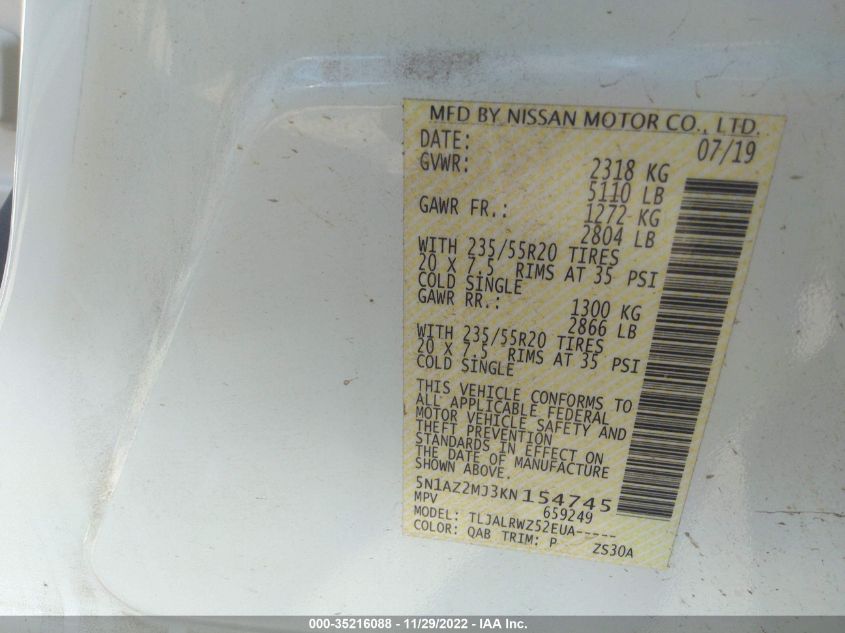 MFD BY NISSAN MOTOR CO., LTD.
DATE: 07/19
GVWR: 2318 KG
5110 LB
GAWR FR.: 1272 KG
2804 LB
WITH 235/55R20 TIRES
20 X 7.5 RIMS AT 35 PSI
COLD SINGLE
GAWR RR.: 1300 KG
2866 LB
WITH 235/55R20 TIRES
20 X 7.5 RIMS AT 35 PSI
COLD SINGLE
THIS VEHICLE CONFORMS TO
ALL APPLICABLE FEDERAL
MOTOR VEHICLE SAFETY AND
THEFT PREVENTION
STANDARDS IN EFFECT ON
THE DATE OF MANUFACTURE
SHOWN ABOVE.
5N1AZ2MJ3KN154745
MPV 659249
MODEL: TLJALRWZ52EUA-----
COLOR: QAB TRIM: P ZS30A
000-35216088 - 11/29/2022 - IAA Inc.